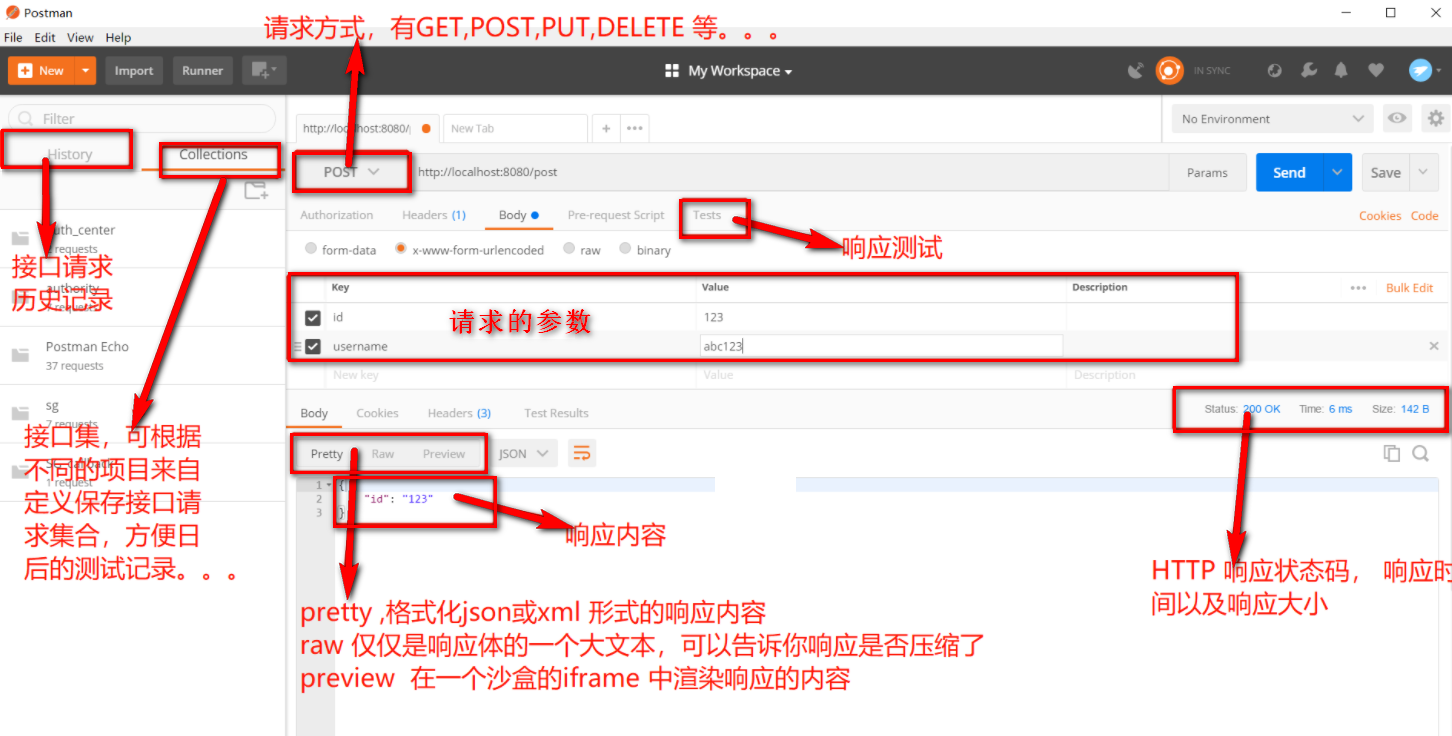 Postman
请求方式，有GET,POST,PUT,DELETE 等。。。
File Edit View Help
New Import Runner My Workspace IN SYNC
Filter
http://localhost:8080/ New Tab + •••
No Environment
History Collections
POST http://localhost:8080/post Params Send Save
Authorization Headers (1) Body Pre-request Script Tests Cookies Code
form-data x-www-form-urlencoded raw binary
响应测试
auth_center
requests
接口请求
历史记录
authority
requests
Key Value Description ••• Bulk Edit
id 123
请求的参数
username abc123
New key Value Description
Postman Echo
37 requests
sg
7 requests
1 request
接口集，可根据
不同的项目来自
定义保存接口请
求集合，方便日
后的测试记录。。。
Body Cookies Headers (3) Test Results
Status: 200 OK Time: 6 ms Size: 142 B
Pretty Raw Preview JSON
1 {
2 "id": "123"
3 }
响应内容
HTTP 响应状态码， 响应时
间以及响应大小
pretty ,格式化json或xml 形式的响应内容
raw 仅仅是响应体的一个大文本，可以告诉你响应是否压缩了
preview 在一个沙盒的iframe 中渲染响应的内容